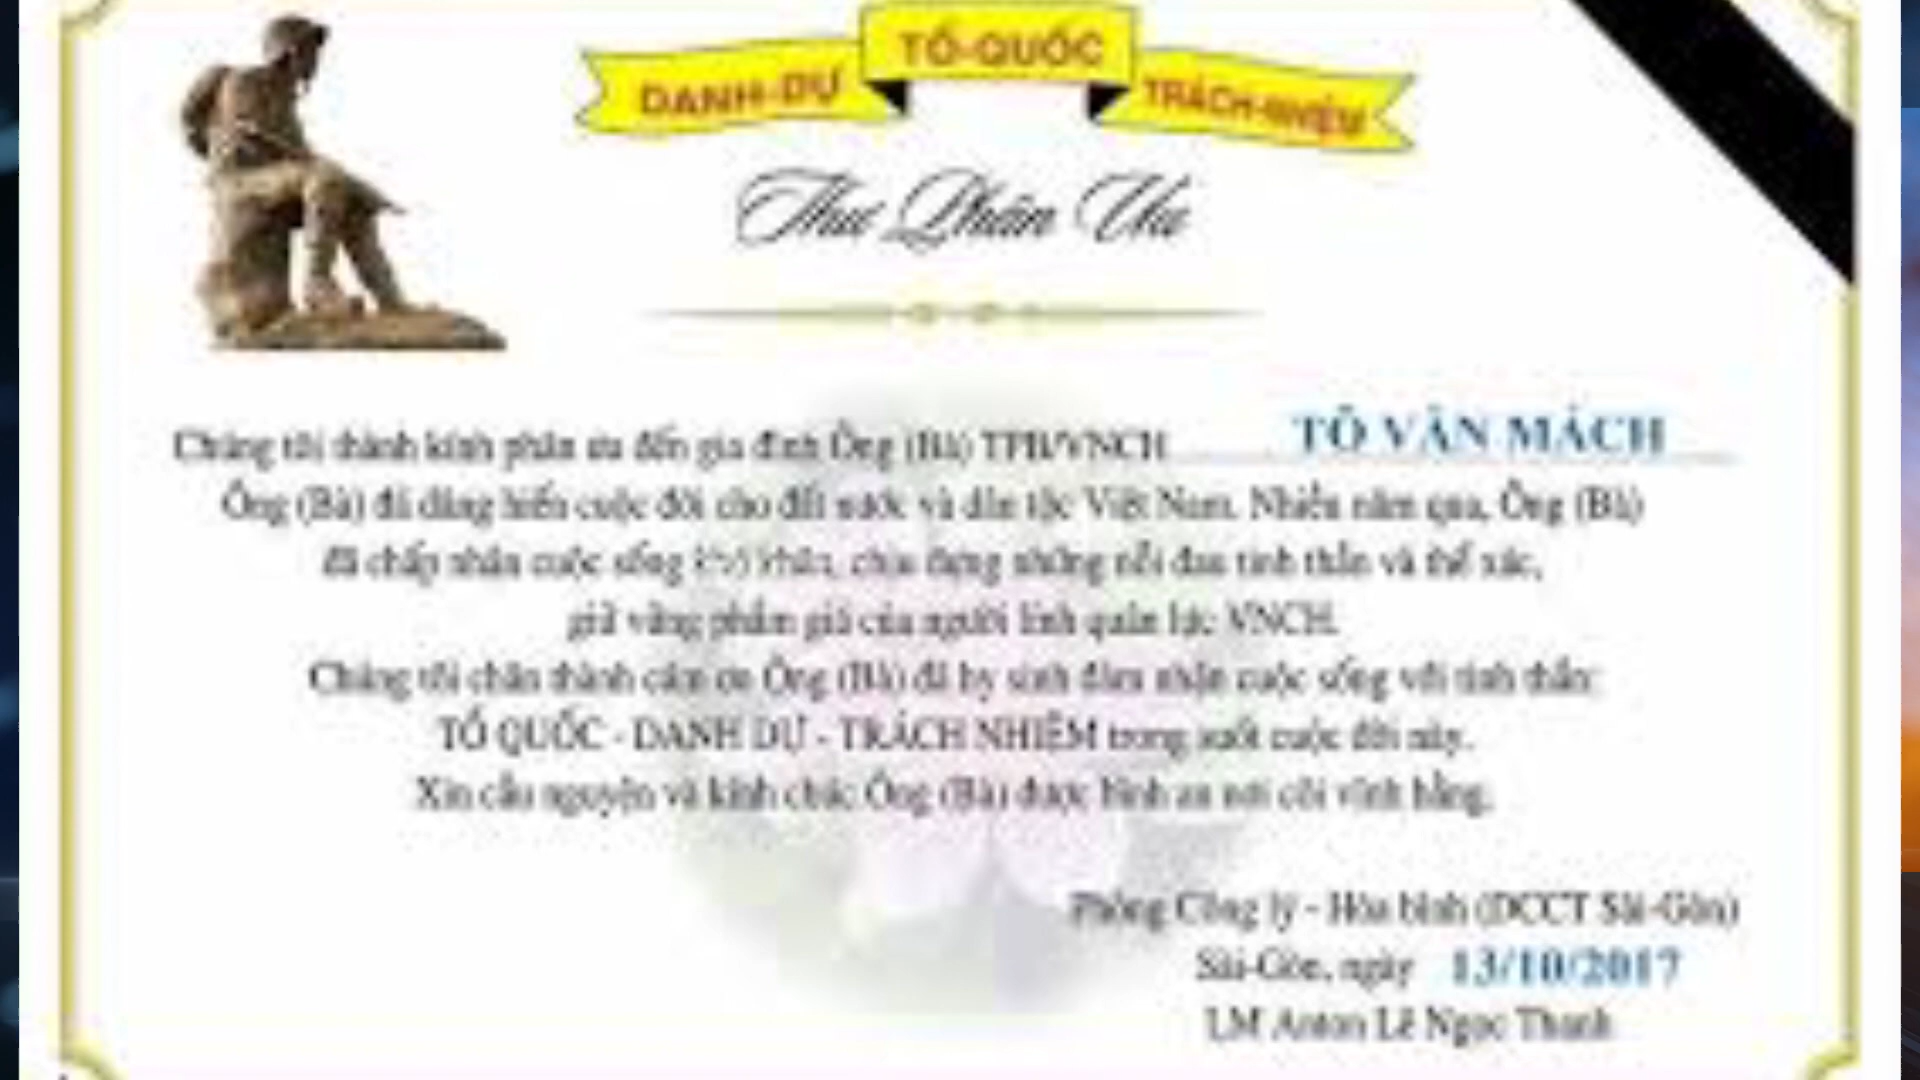 TỔ-QUỐC
DANH-DỰ
TRÁCH-NHIỆM
Thư Phân Ưu
Chúng tôi thành kính phân ưu đến gia đình Ông (Bà) TPB/VNCH TÔ VĂN MÁCH
Ông (Bà) đã dâng hiến cuộc đời cho đất nước và dân tộc Việt Nam. Nhiều năm qua, Ông (Bà)
đã chấp nhận cuộc sống khó khăn, chịu đựng những nỗi đau tinh thần và thể xác,
giữ vững phẩm giá của người lính quân lực VNCH.
Chúng tôi chân thành cám ơn Ông (Bà) đã hy sinh đảm nhận cuộc sống với tinh thần:
TỔ QUỐC - DANH DỰ - TRÁCH NHIỆM trong suốt cuộc đời này.
Xin cầu nguyện và kính chúc Ông (Bà) được bình an nơi cõi vĩnh hằng.
Phòng Công lý - Hòa bình (DCCT Sài-Gòn)
Sài-Gòn, ngày 13/10/2017
LM Anton Lê Ngọc Thanh